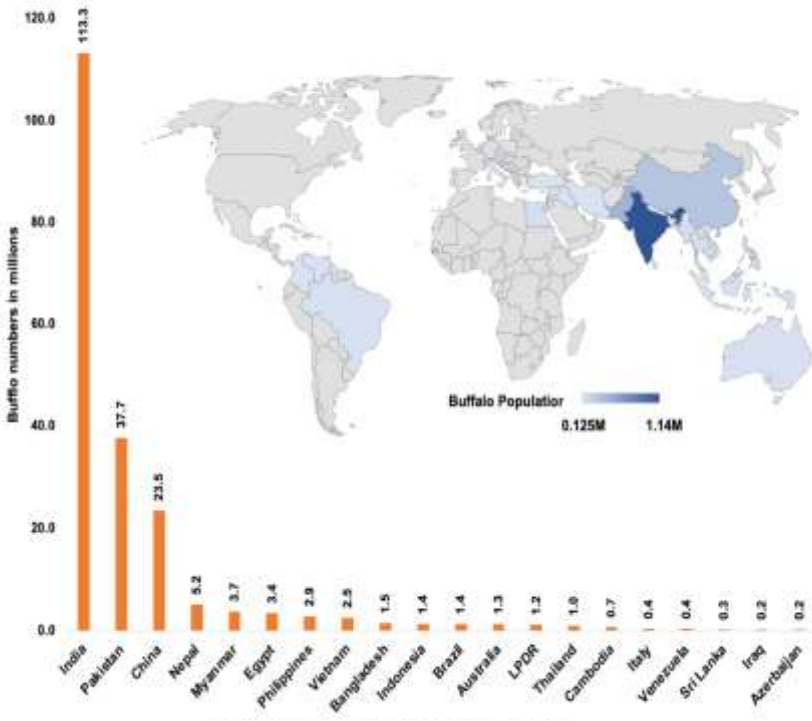 120.0
100.0
80.0
60.0
40.0
20.0
0.0
Bufflo numbers in millions
113.3
37.7
23.5
5.2
3.7
3.4
2.9
2.5
1.5
1.4
1.4
1.3
1.2
1.0
0.7
0.4
0.4
0.3
0.2
0.2
Buffalo Population
0.125M
1.14M
India
Pakistan
China
Nepal
Myanmar
Egypt
Philippines
Vietnam
Bangladesh
Indonesia
Brazil
Australia
LPDR
Thailand
Cambodia
Italy
Venezuela
Sri Lanka
Iraq
Azerbaijan